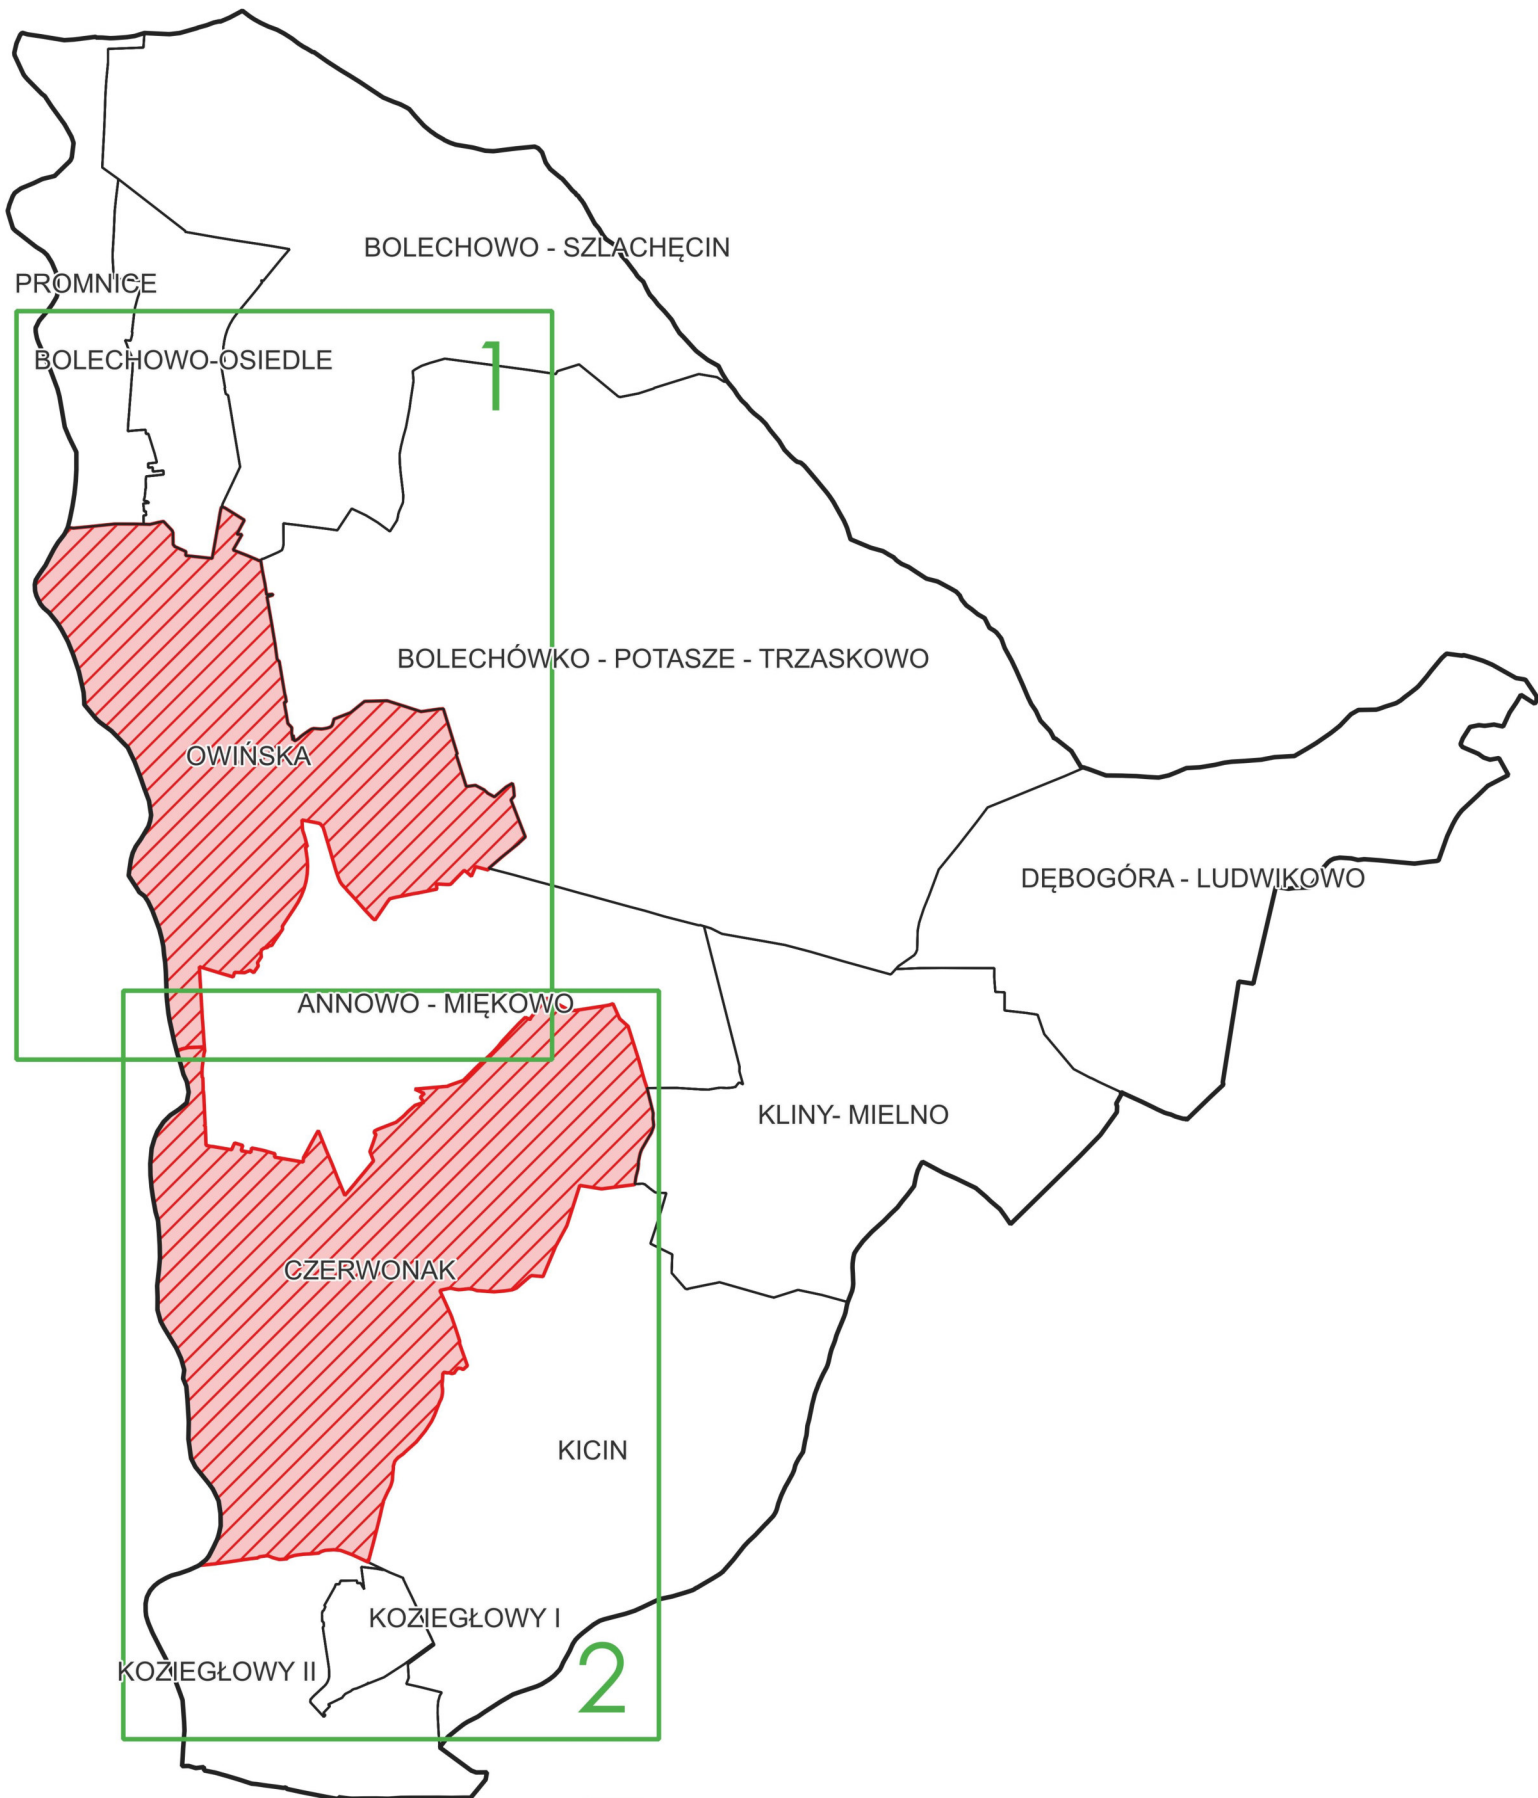 BOLECHOWO - SZLACHĘCIN
PROMNICE
BOLECHOWO-OSIEDLE
1
BOLECHÓWKO - POTASZE - TRZASKOWO
OWIŃSKA
DĘBOGÓRA - LUDWIKOWO
ANNOWO - MIĘKOWO
KLINY- MIELNO
CZERWONAK
KICIN
KOZIEGŁOWY I
KOZIEGŁOWY II
2